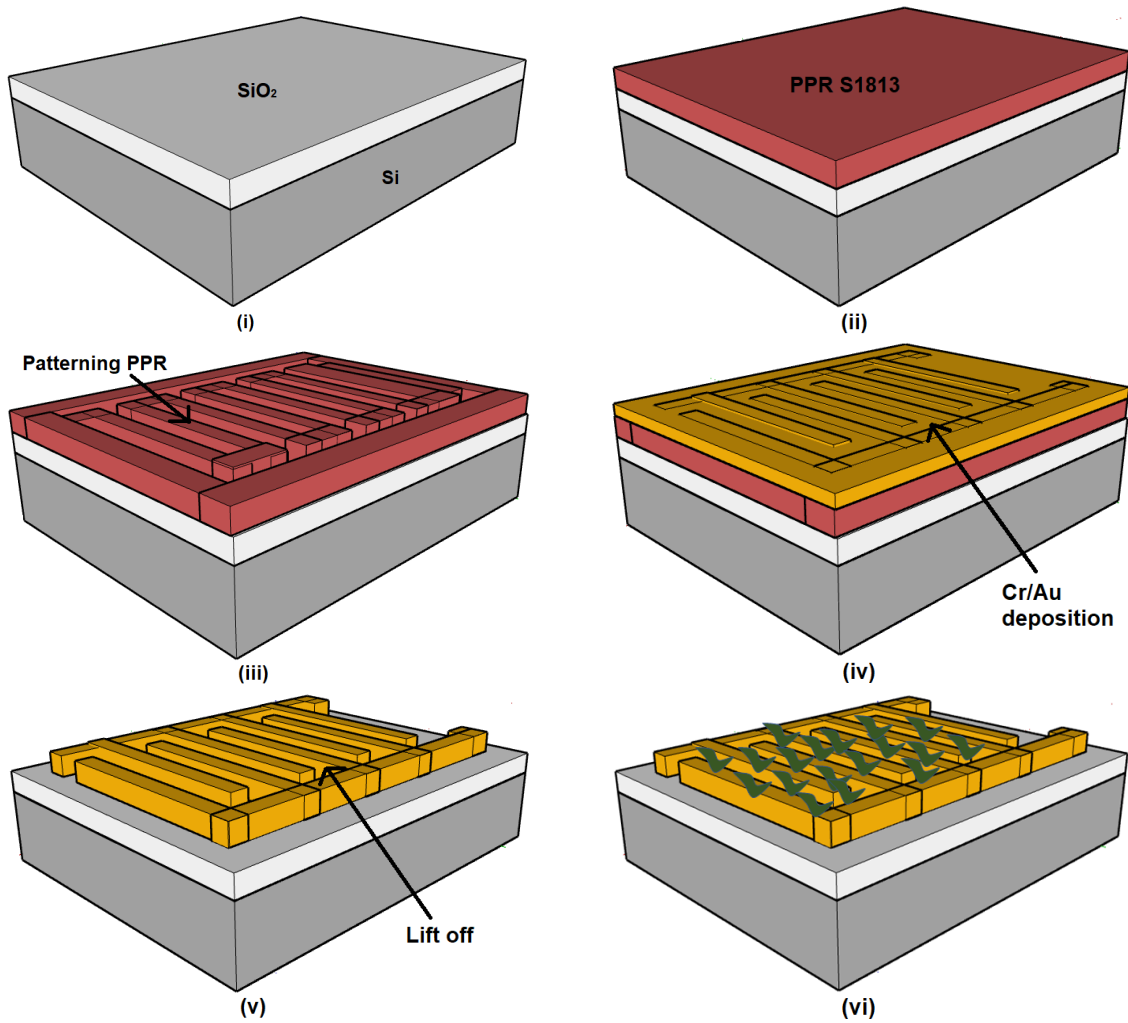 SiO₂
Si
(i)
PPR S1813
(ii)
Patterning PPR
(iii)
Cr/Au
deposition
(iv)
Lift off
(v)
(vi)